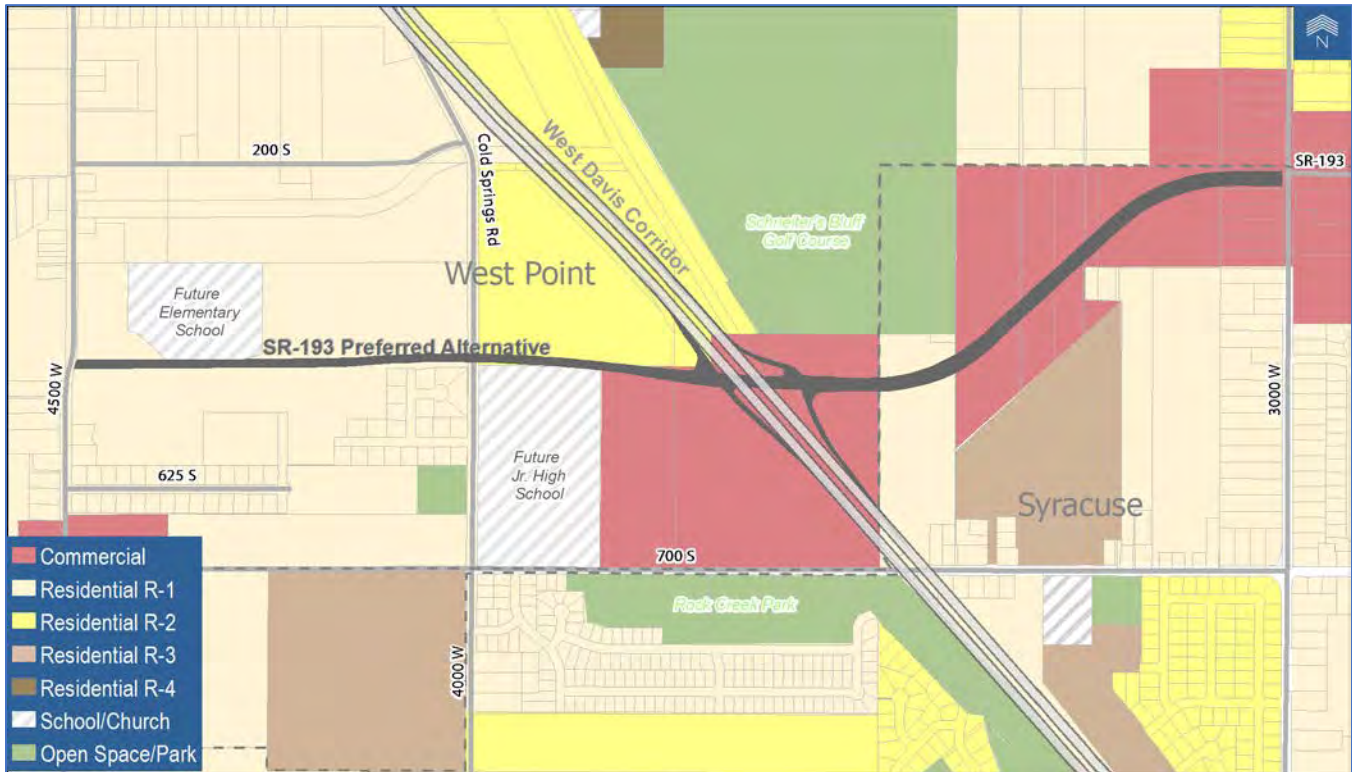 N
200 S
Cold Springs Rd
West Davis Corridor
SR-193
Schneiter's Bluff
Golf Course
West Point
Future
Elementary
School
SR-193 Preferred Alternative
4500 W
3000 W
625 S
Future
Jr. High
School
Syracuse
700 S
Rock Creek Park
4000 W
Commercial
Residential R-1
Residential R-2
Residential R-3
Residential R-4
School/Church
Open Space/Park